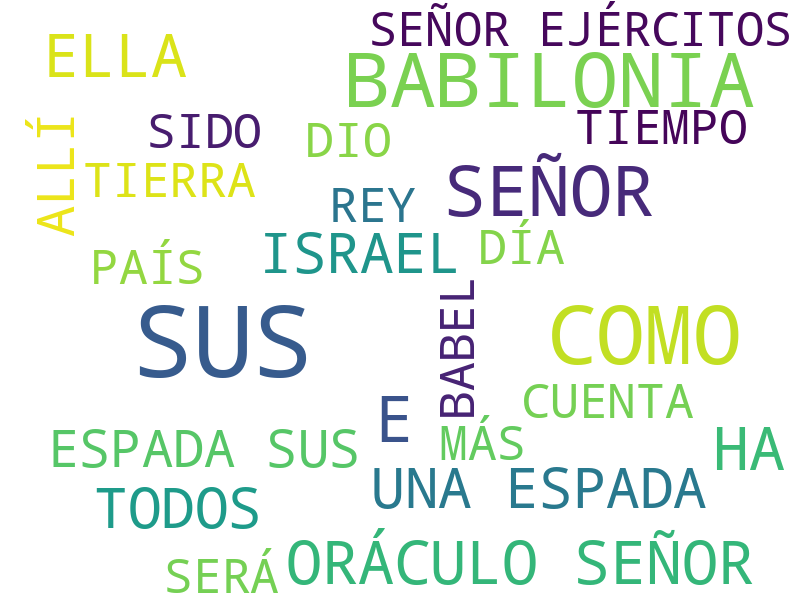 SEÑOR EJÉRCITOS
ELLA
BABILONIA
SIDO
DIO
TIEMPO
ALLÍ
TIERRA
REY
SEÑOR
PAÍS
ISRAEL
DÍA
SUS
BABEL
COMO
E
CUENTA
ESPADA SUS
MÁS
HA
TODOS
UNA ESPADA
SERÁ
ORÁCULO SEÑOR